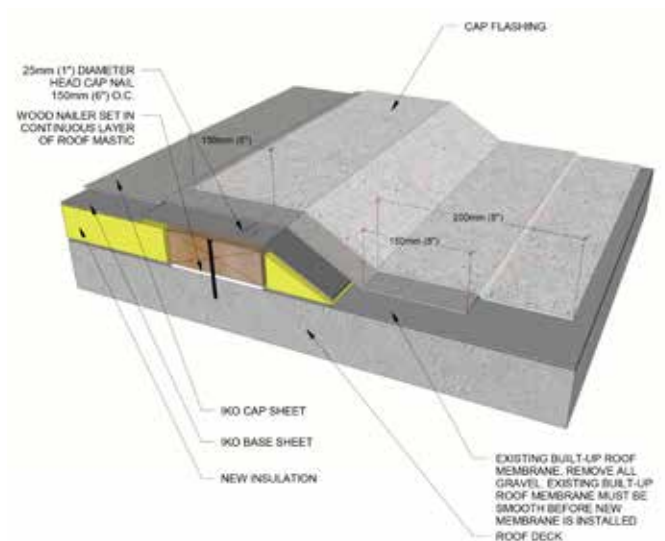 CAP FLASHING
25mm (1") DIAMETER
HEAD CAP NAIL
150mm (6") O.C.
WOOD NAILER SET IN
CONTINUOUS LAYER
OF ROOF MASTIC
150mm (6")
200mm (8")
150mm (6")
IKO CAP SHEET
IKO BASE SHEET
NEW INSULATION
EXISTING BUILT-UP ROOF
MEMBRANE. REMOVE ALL
GRAVEL. EXISTING BUILT-UP
ROOF MEMBRANE MUST BE
SMOOTH BEFORE NEW
MEMBRANE IS INSTALLED
ROOF DECK